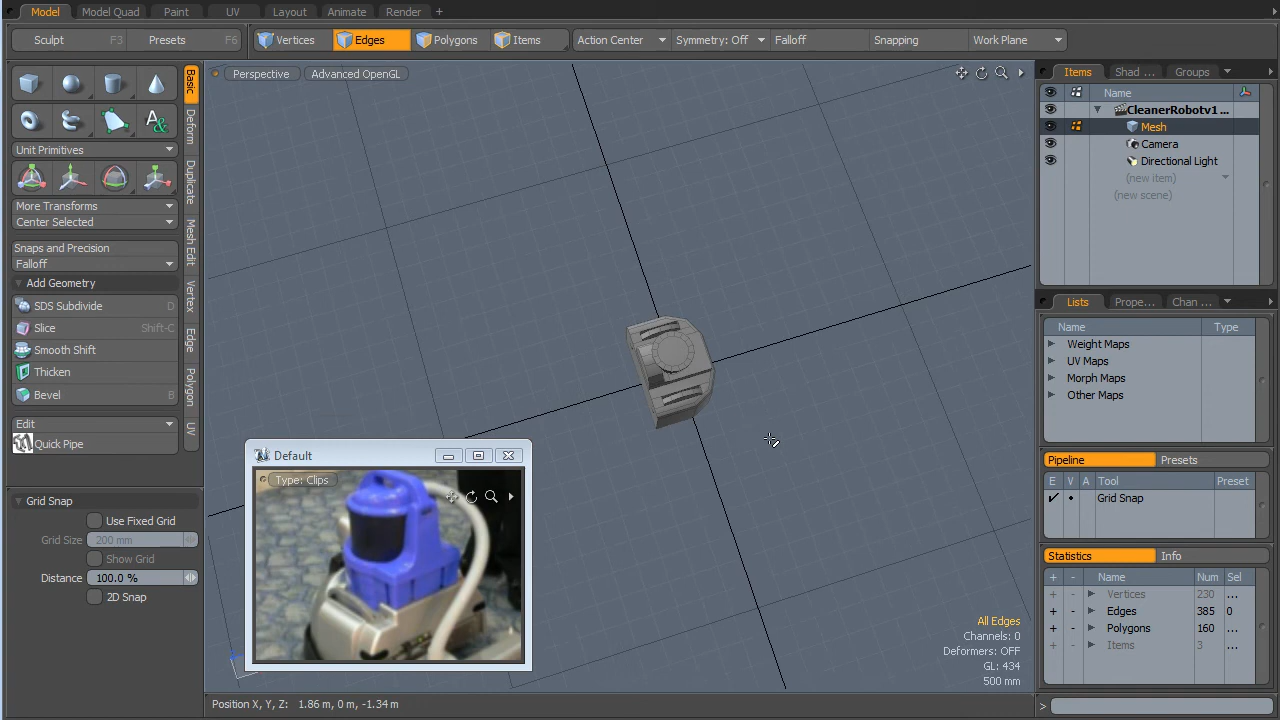 Model Model Quad Paint UV Layout Animate Render +
Sculpt F3 Presets F6 Vertices Edges Polygons Items Action Center Symmetry: Off Falloff Snapping Work Plane
Perspective Advanced OpenGL
Items Shad ... Groups
Name
CleanerRobotv1 ...
Mesh
Camera
Directional Light
(new item)
(new scene)
Basic
Deform
Duplicate
Mesh Edit
Vertex
Edge
Polygon
UV
Unit Primitives
More Transforms
Center Selected
Snaps and Precision
Falloff
Add Geometry
SDS Subdivide D
Slice Shift-C
Smooth Shift
Thicken
Bevel B
Edit
Quick Pipe
Grid Snap
Use Fixed Grid
Grid Size 200 mm
Show Grid
Distance 100.0 %
2D Snap
Default
Type: Clips
All Edges
Channels: 0
Deformers: OFF
GL: 434
500 mm
Position X, Y, Z: 1.86 m, 0 m, -1.34 m
Lists Prope... Chan ...
Name Type
Weight Maps
UV Maps
Morph Maps
Other Maps
Pipeline Presets
E V A Tool Preset
Grid Snap
Statistics Info
+ - Name Num Sel
+ - Vertices 230 ...
+ - Edges 385 0
+ - Polygons 160 ...
+ - Items 3 ...
>